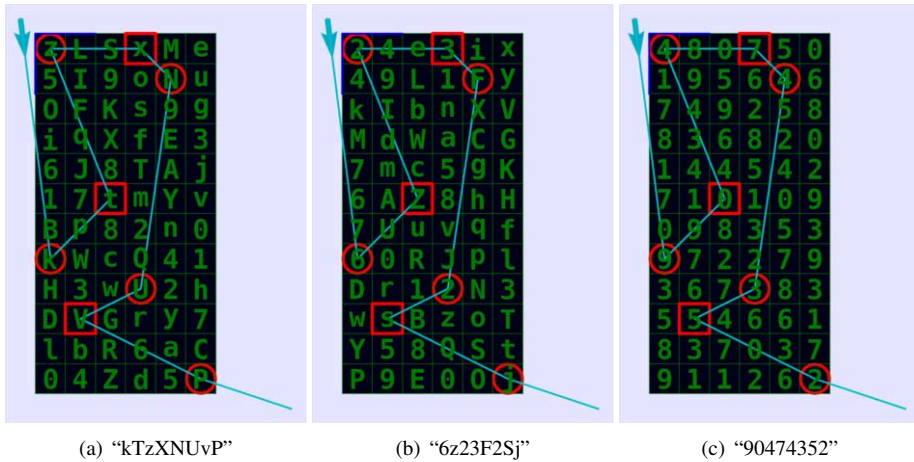 z L S x M e
5 I 9 o N u
O F K s 9 g
i q X f E 3
6 J 8 T A j
1 7 t m Y v
B p 8 2 n 0
k W c Q 4 1
H 3 w U 2 h
D V G r y 7
l b R 6 a C
0 4 Z d 5 P
(a) “kTzXNUvP”
2 4 e 3 i x
4 9 L 1 F y
k I b n X V
M d W a C G
7 m c 5 g K
6 A Z 8 h H
7 U u v q f
6 0 R J p l
D r 1 2 N 3
w s B z o T
Y 5 8 Q S t
P 9 E 0 O j
(b) “6z23F2Sj”
4 8 0 7 5 0
1 9 5 6 4 6
7 4 9 2 5 8
8 3 6 8 2 0
1 4 4 5 4 2
7 1 0 1 0 9
0 9 8 3 5 3
9 7 2 2 7 9
3 6 7 3 8 3
5 5 4 6 6 1
8 3 7 0 3 7
9 1 1 2 6 2
(c) “90474352”